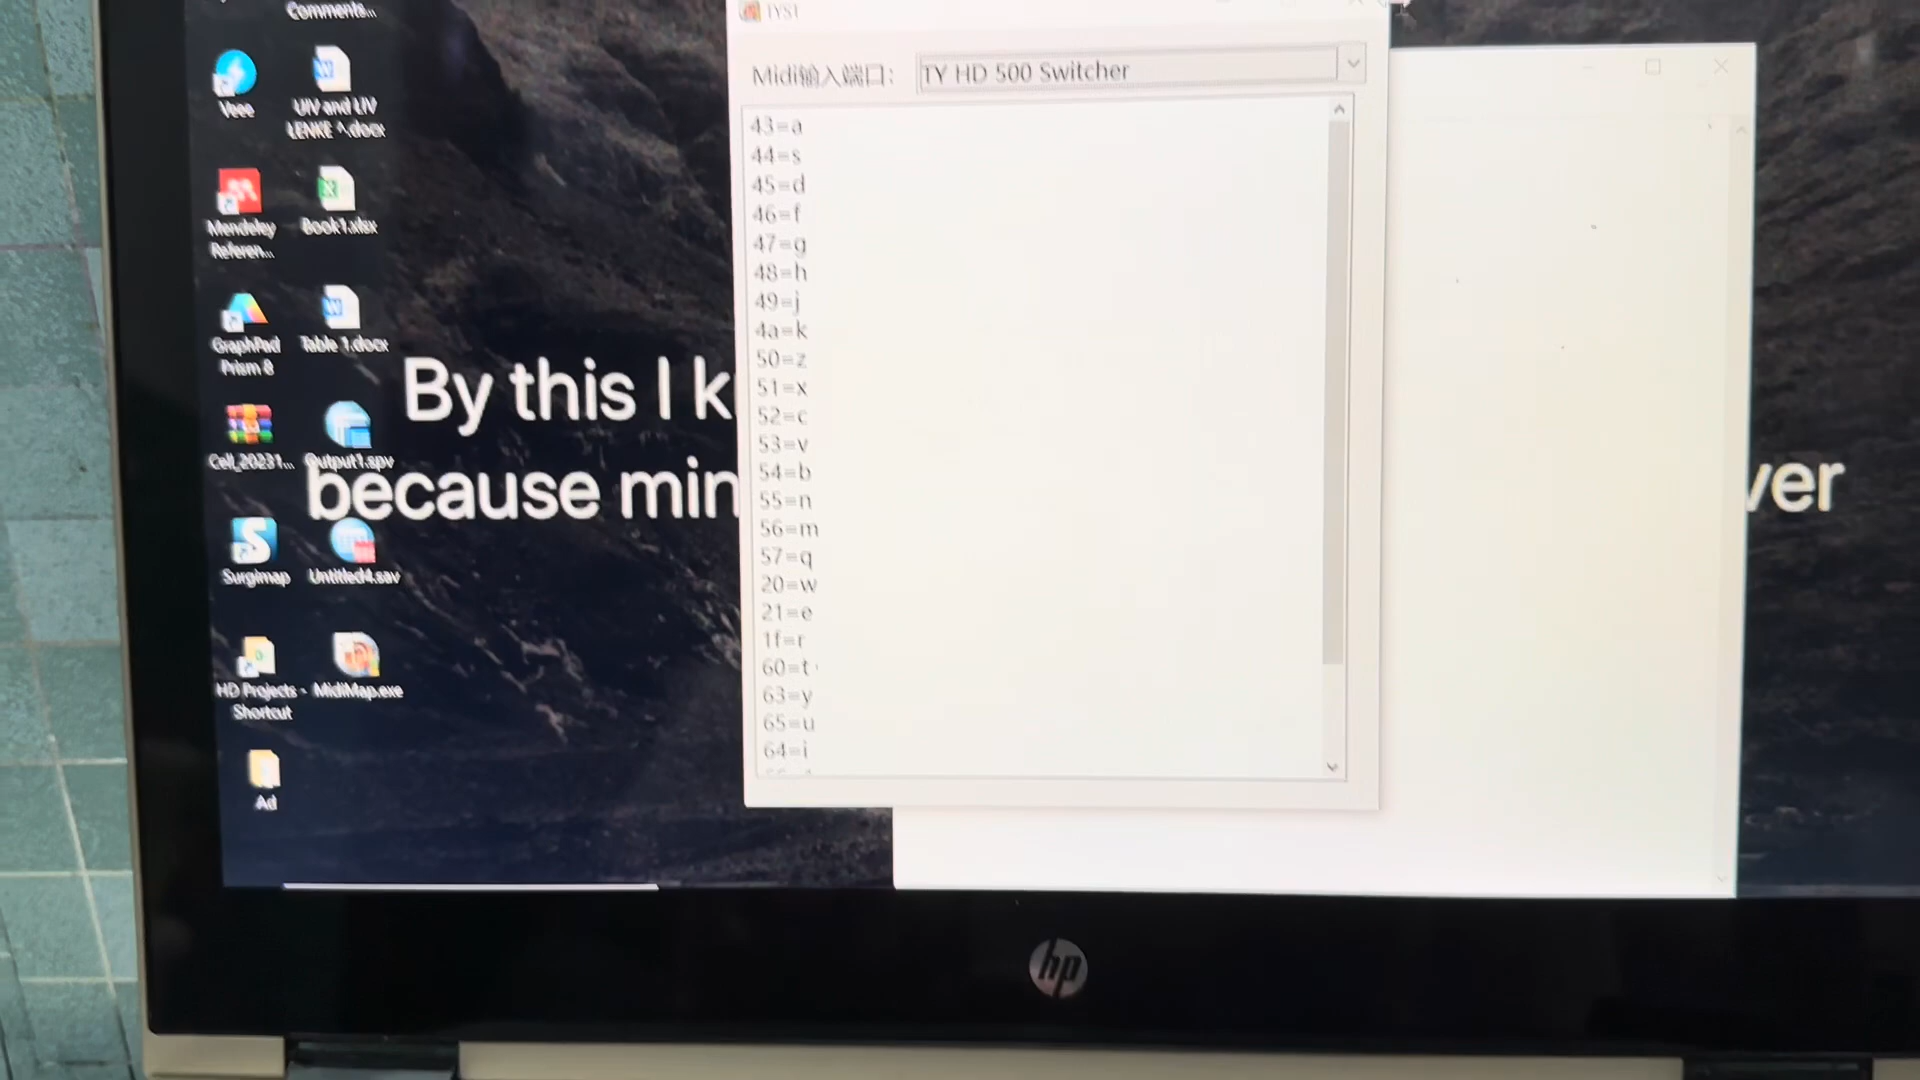 Comments...
TYST
Midi输入端口:
TY HD 500 Switcher
Veee
UIV and LIV
LENKE ^.docx
Mendeley
Referen...
Book1.xlsx
GraphPad
Prism 8
Table 1.docx
Cell_20231...
Output1.spv
Surgimap
Untitled4.sav
HD Projects -
Shortcut
MidiMap.exe
Ad
43=a
44=s
45=d
46=f
47=g
48=h
49=j
4a=k
50=z
51=x
52=c
53=v
54=b
55=n
56=m
57=q
20=w
21=e
1f=r
60=t
63=y
65=u
64=i
By this I k
because min
ver
hp